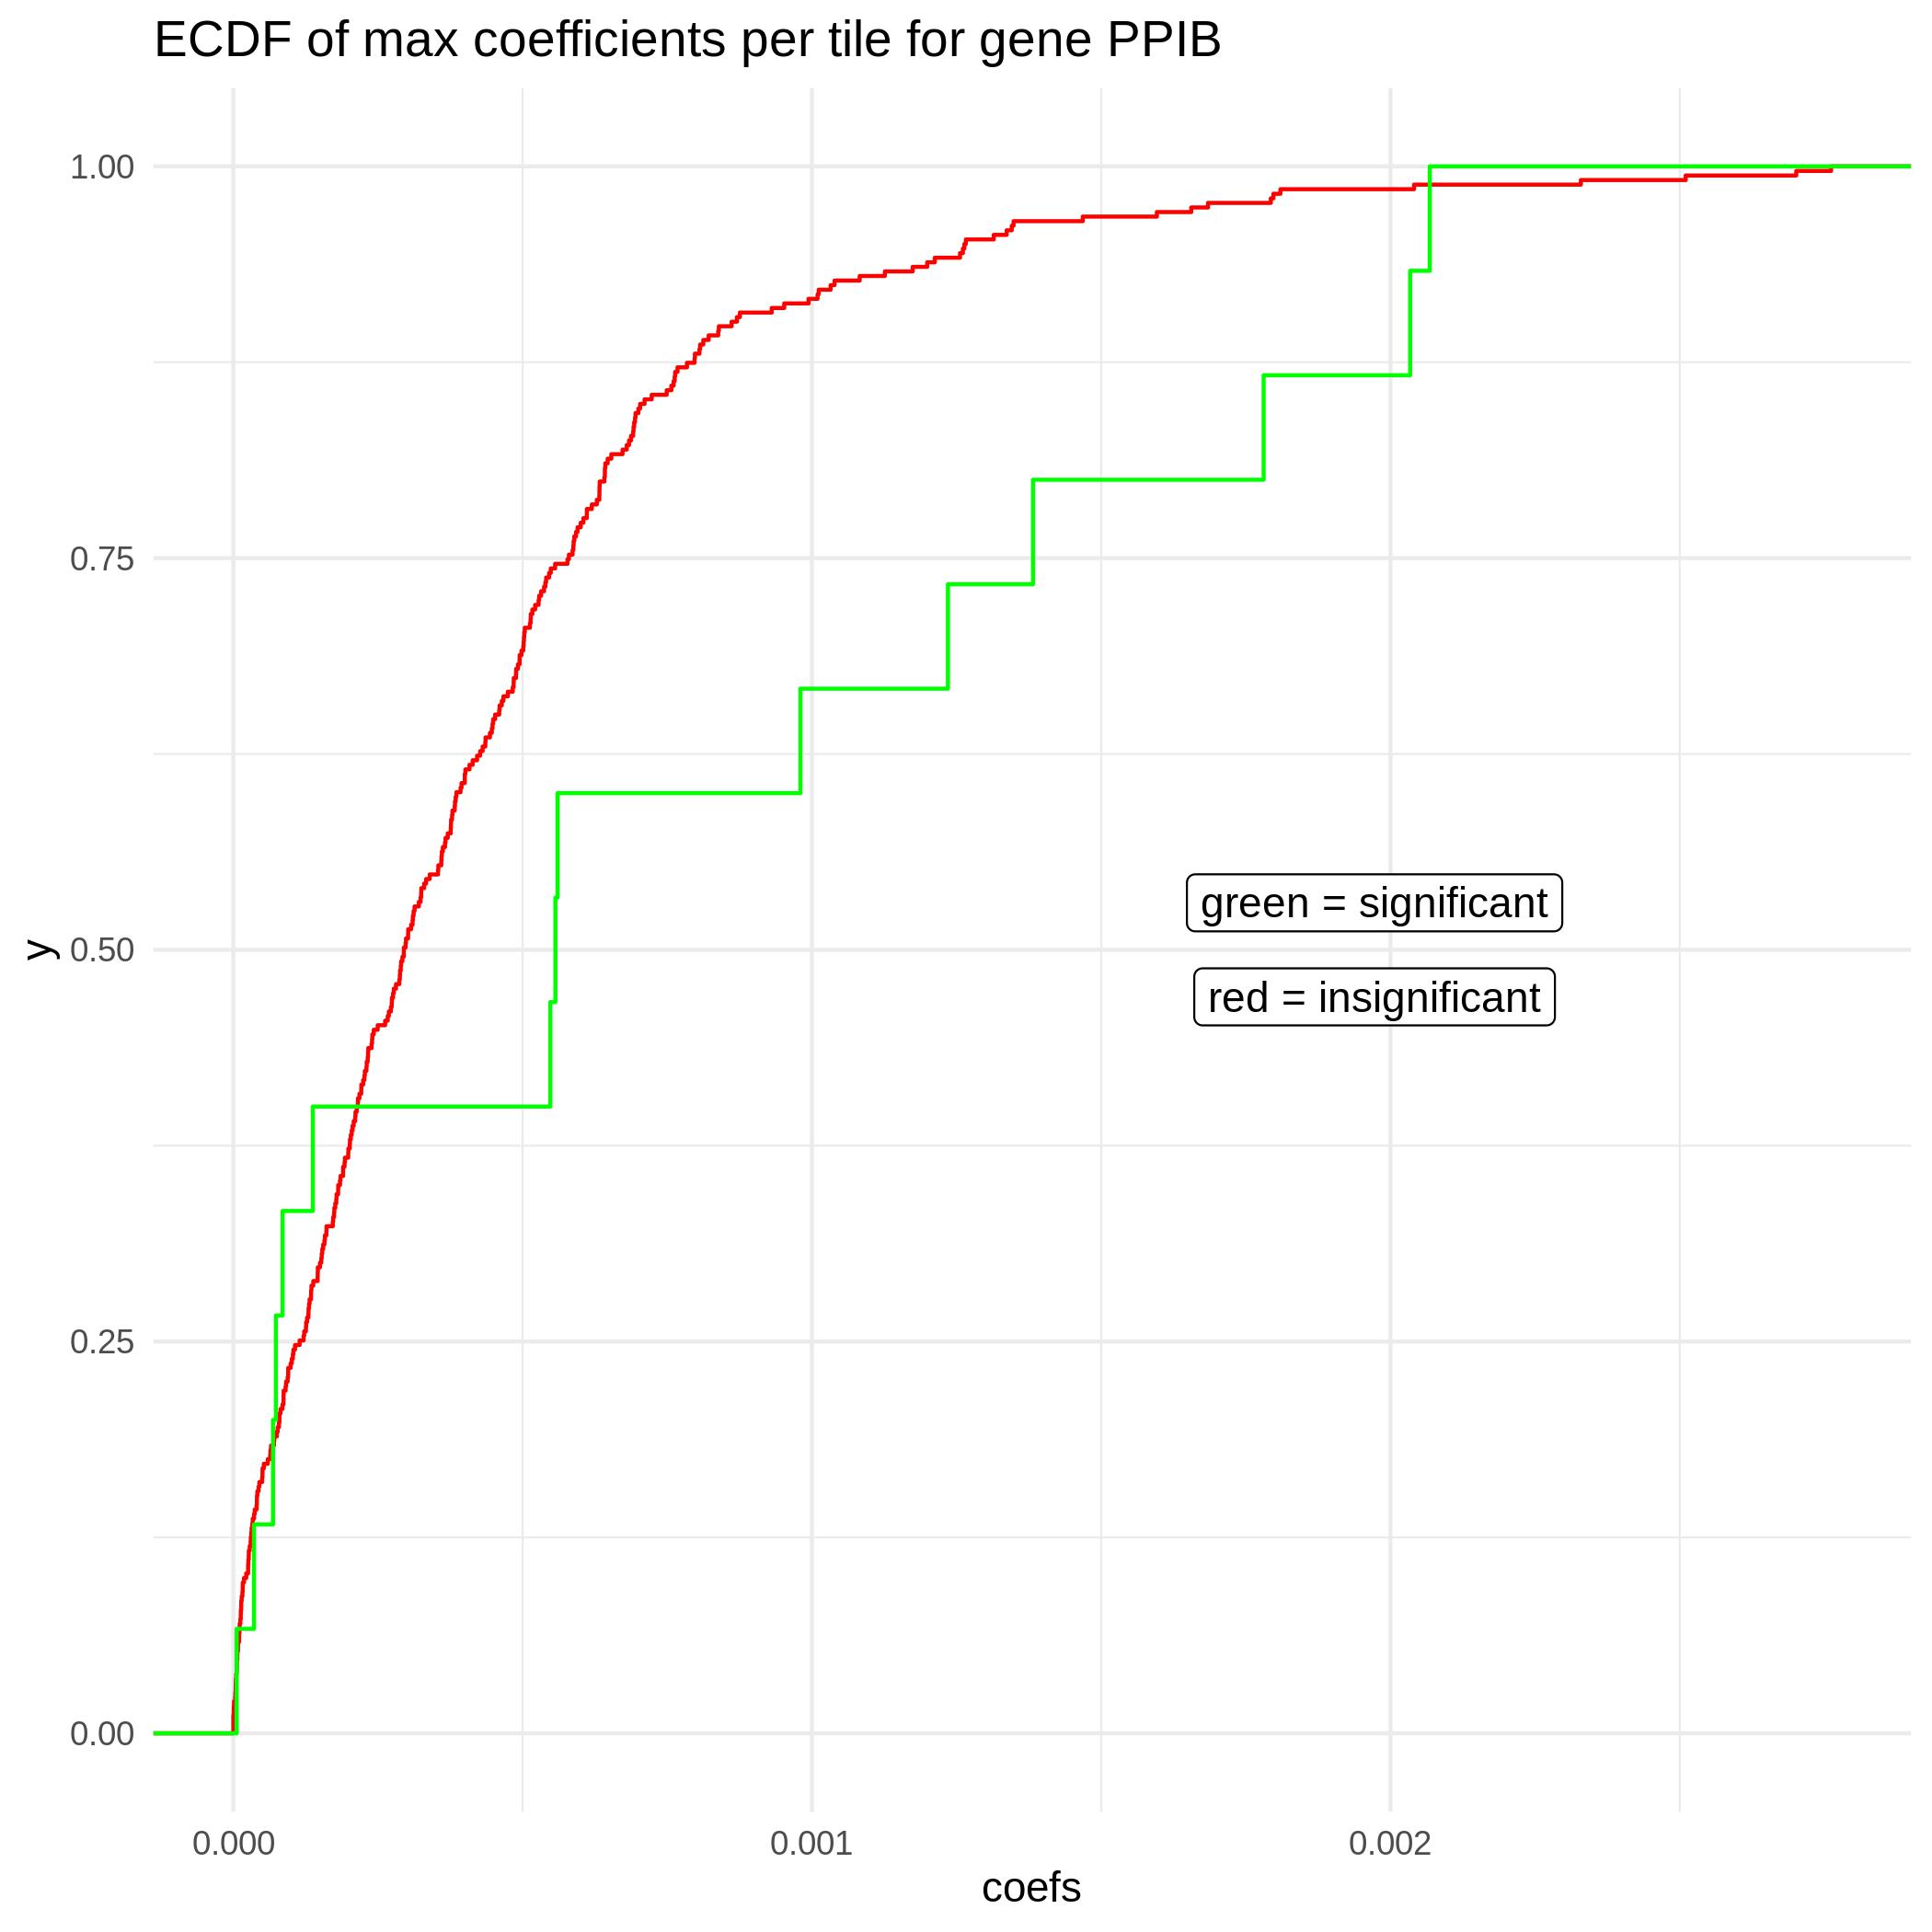 ECDF of max coefficients per tile for gene PPIB
1.00
0.75
0.50
0.25
0.00
y
green = significant
red = insignificant
0.000 0.001 0.002
coefs